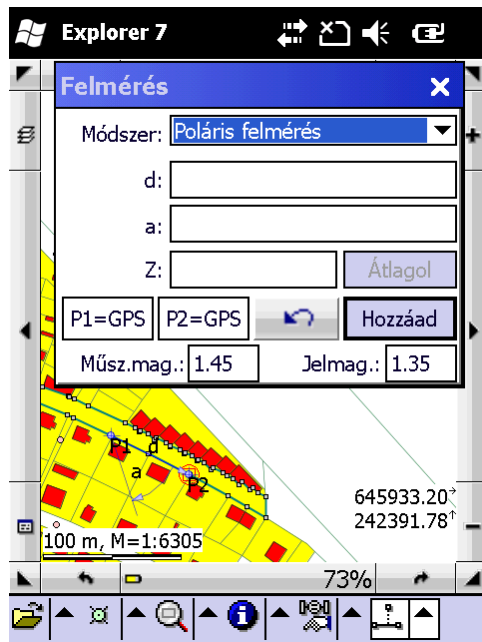 Explorer 7
Felmérés
Módszer: Poláris felmérés
d:
a:
Z: Átlagol
P1=GPS P2=GPS Hozzáad
Műsz.mag.: 1.45 Jelmag.: 1.35
P1 d
a P2
645933.20
242391.78
100 m, M=1:6305
73%